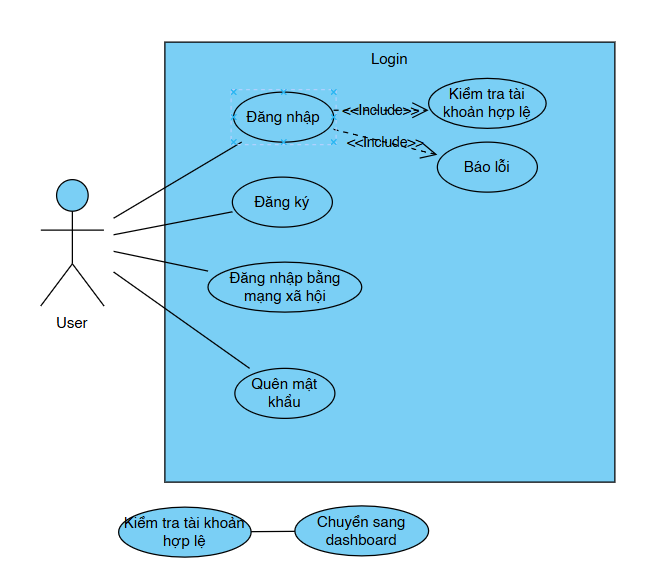 Login
Đăng nhập
<<Include>>
Kiểm tra tài
khoản hợp lệ
<<Include>>
Báo lỗi
Đăng ký
Đăng nhập bằng
mạng xã hội
User
Quên mật
khẩu
Kiểm tra tài khoản
hợp lệ
Chuyển sang
dashboard